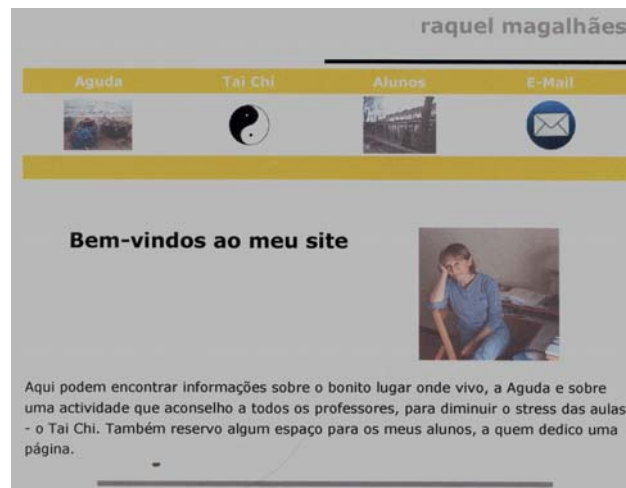 raquel magalhães
Aguda Tai Chi Alunos E-Mail
Bem-vindos ao meu site
Aqui podem encontrar informações sobre o bonito lugar onde vivo, a Aguda e sobre
uma actividade que aconselho a todos os professores, para diminuir o stress das aulas
- o Tai Chi. Também reservo algum espaço para os meus alunos, a quem dedico uma
página.